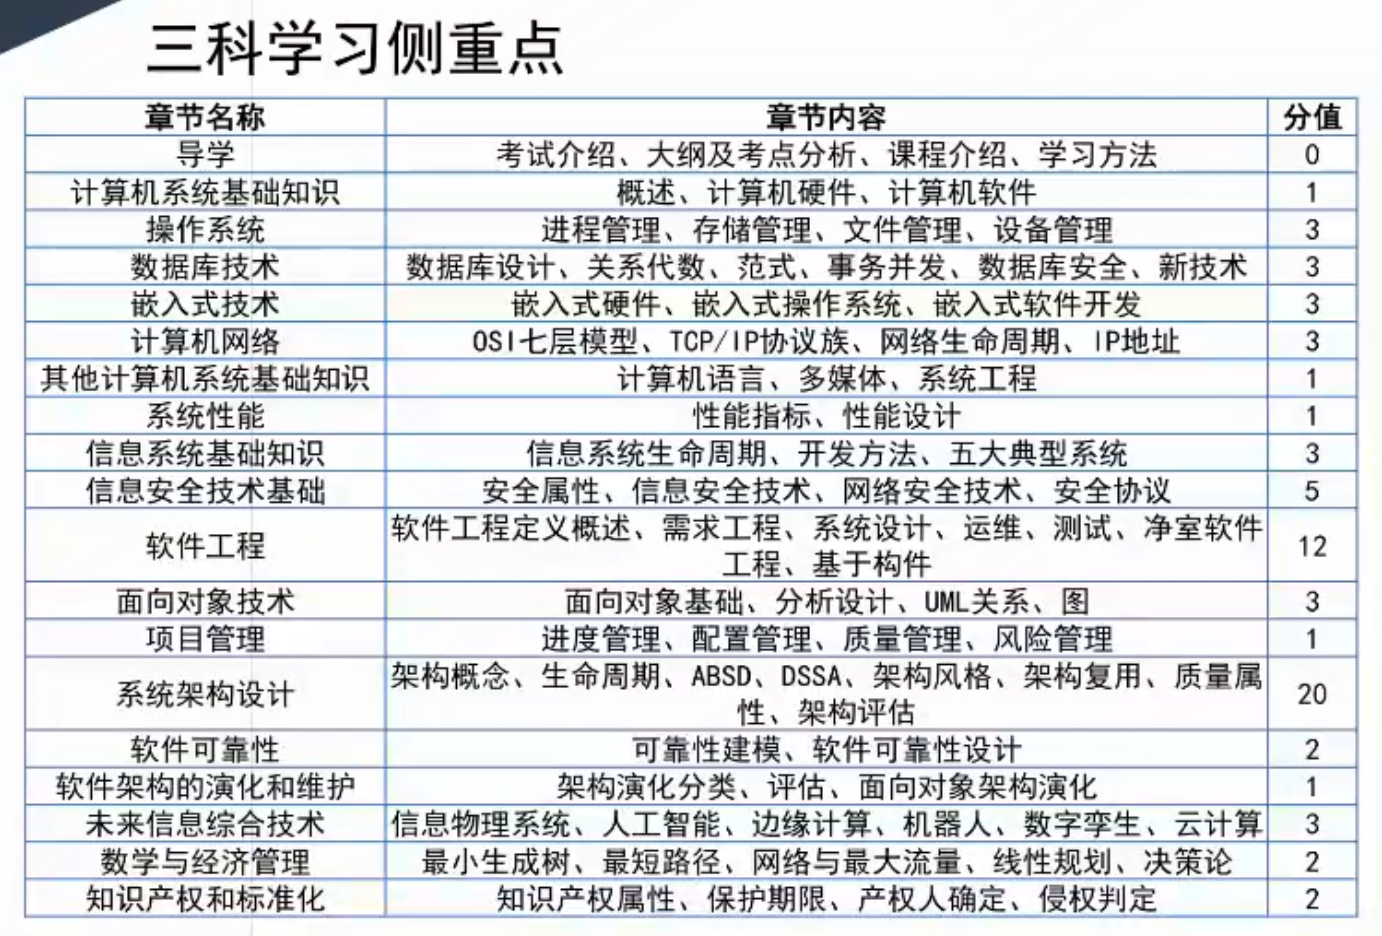 三科学习侧重点
章节名称 章节内容 分值
导学 考试介绍、大纲及考点分析、课程介绍、学习方法 0
计算机系统基础知识 概述、计算机硬件、计算机软件 1
操作系统 进程管理、存储管理、文件管理、设备管理 3
数据库技术 数据库设计、关系代数、范式、事务并发、数据库安全、新技术 3
嵌入式技术 嵌入式硬件、嵌入式操作系统、嵌入式软件开发 3
计算机网络 OSI七层模型、TCP/IP协议族、网络生命周期、IP地址 3
其他计算机系统基础知识 计算机语言、多媒体、系统工程 1
系统性能 性能指标、性能设计 1
信息系统基础知识 信息系统生命周期、开发方法、五大典型系统 3
信息安全技术基础 安全属性、信息安全技术、网络安全技术、安全协议 5
软件工程 软件工程定义概述、需求工程、系统设计、运维、测试、净室软件
工程、基于构件 12
面向对象技术 面向对象基础、分析设计、UML关系、图 3
项目管理 进度管理、配置管理、质量管理、风险管理 1
系统架构设计 架构概念、生命周期、ABSD、DSSA、架构风格、架构复用、质量属
性、架构评估 20
软件可靠性 可靠性建模、软件可靠性设计 2
软件架构的演化和维护 架构演化分类、评估、面向对象架构演化 1
未来信息综合技术 信息物理系统、人工智能、边缘计算、机器人、数字孪生、云计算 3
数学与经济管理 最小生成树、最短路径、网络与最大流量、线性规划、决策论 2
知识产权和标准化 知识产权属性、保护期限、产权人确定、侵权判定 2